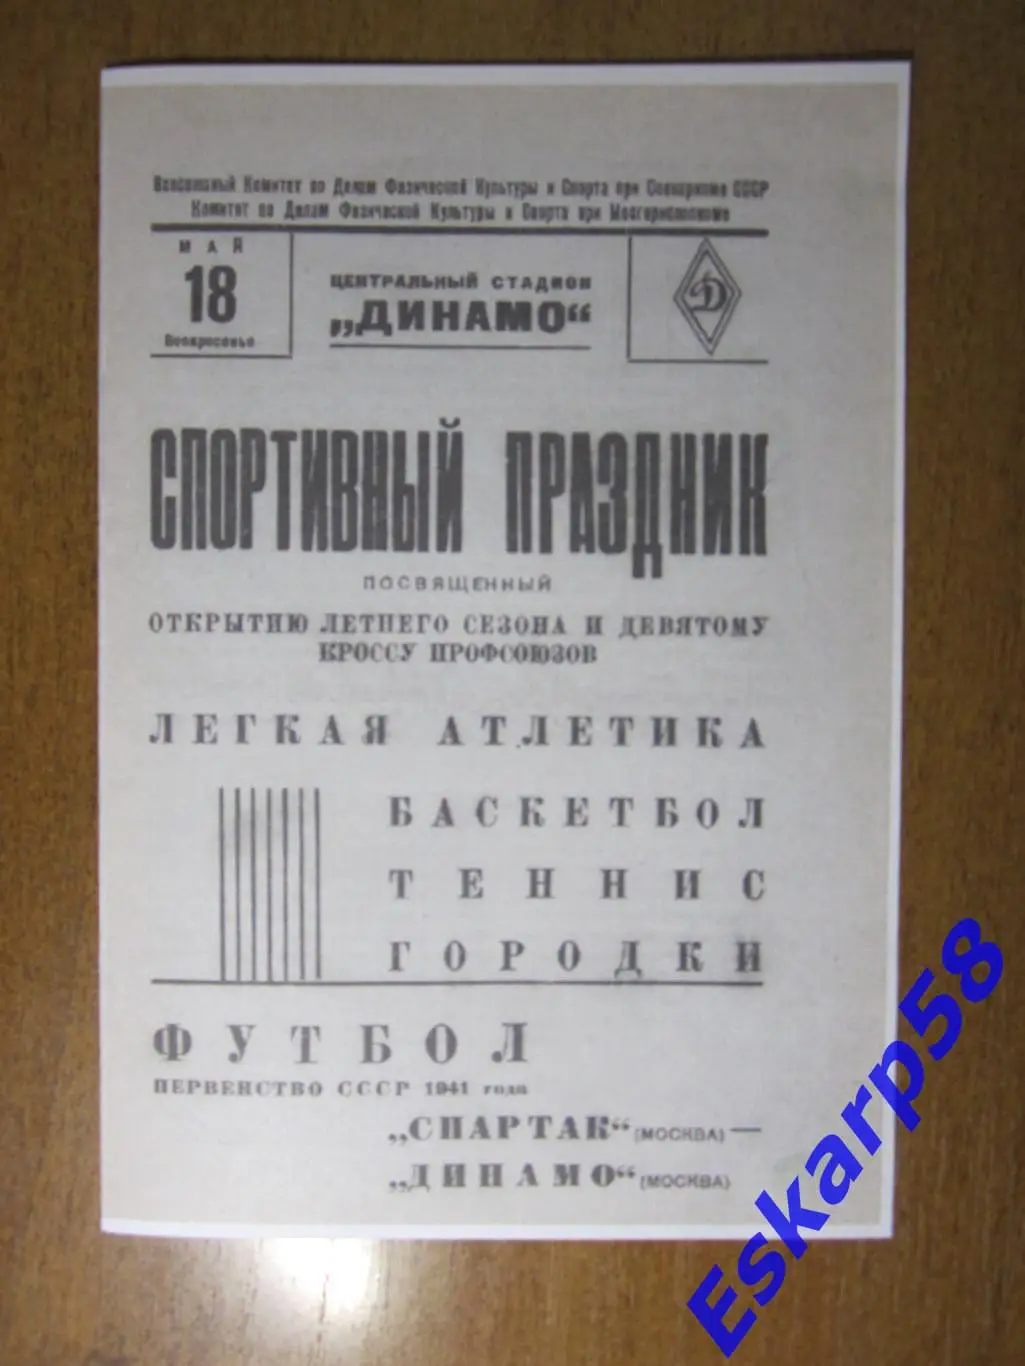 Всесоюзный Комитет по Делам Физической Культуры и Спорта при Совнаркоме СССР
Комитет по Делам Физической Культуры и Спорта при Мосгорисполкоме
МАЙ
18
Воскресенье
ЦЕНТРАЛЬНЫЙ СТАДИОН
„ДИНАМО“
Д
СПОРТИВНЫЙ ПРАЗДНИК
ПОСВЯЩЕННЫЙ
ОТКРЫТИЮ ЛЕТНЕГО СЕЗОНА И ДЕВЯТОМУ
КРОССУ ПРОФСОЮЗОВ
ЛЕГКАЯ АТЛЕТИКА
БАСКЕТБОЛ
ТЕННИС
ГОРОДКИ
ФУТБОЛ
ПЕРВЕНСТВО СССР 1941 года
„СПАРТАК“ (МОСКВА) —
„ДИНАМО“ (МОСКВА)
Eskarp58